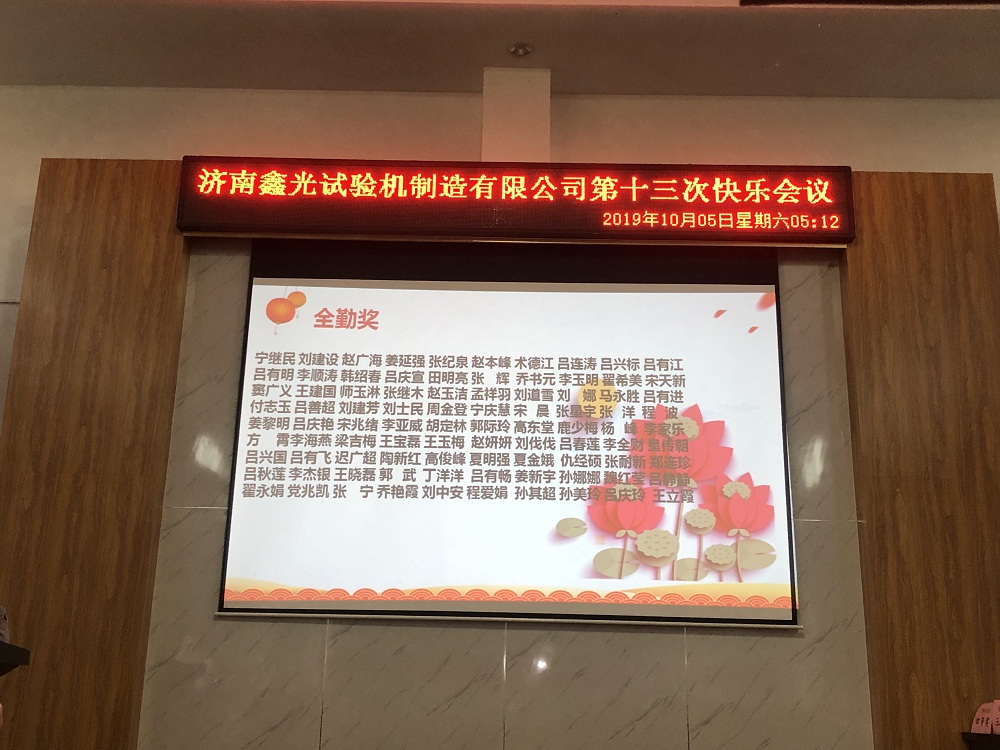 济南鑫光试验机制造有限公司第十三次快乐会议
2019年10月05日星期六05:12
全勤奖
宁继民 刘建设 赵广海 姜延强 张纪泉 赵本峰 术德江 吕连涛 吕兴标 吕有江
吕有明 李顺涛 韩绍春 吕庆宣 田明亮 张 辉 乔书元 李玉明 翟希美 宋天新
窦广义 王建国 师玉淋 张继木 赵玉洁 孟祥羽 刘道雪 刘 娜 马永胜 吕有进
付志玉 吕善超 刘建芳 刘士民 周金登 宁庆慧 宋 晨 张星宇 张 洋 程 波
姜黎明 吕庆艳 宋兆绪 李亚威 胡定林 郭际玲 高东堂 鹿少梅 杨 峰 李家乐
方 霄 李海燕 梁吉梅 王宝磊 王玉梅 赵妍妍 刘伐伐 吕春莲 李全财 皇传朝
吕兴国 吕有飞 迟广超 陶新红 高俊峰 夏明强 夏金娥 仇经硕 张耐新 郑连珍
吕秋莲 李杰银 王晓磊 郭 武 丁洋洋 吕有畅 姜新宇 孙娜娜 魏红莹
翟永娟 党兆凯 张 宁 乔艳霞 刘中安 程爱娟 孙其超 孙美玲 吕庆玲 王立霞